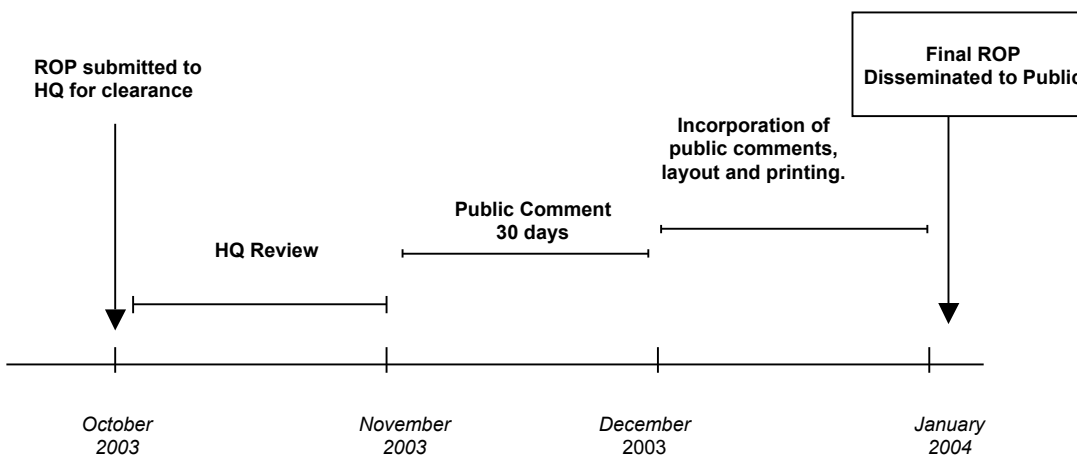 ROP submitted to
HQ for clearance
Final ROP
Disseminated to Public
Incorporation of
public comments,
layout and printing.
Public Comment
30 days
HQ Review
October
2003
November
2003
December
2003
January
2004